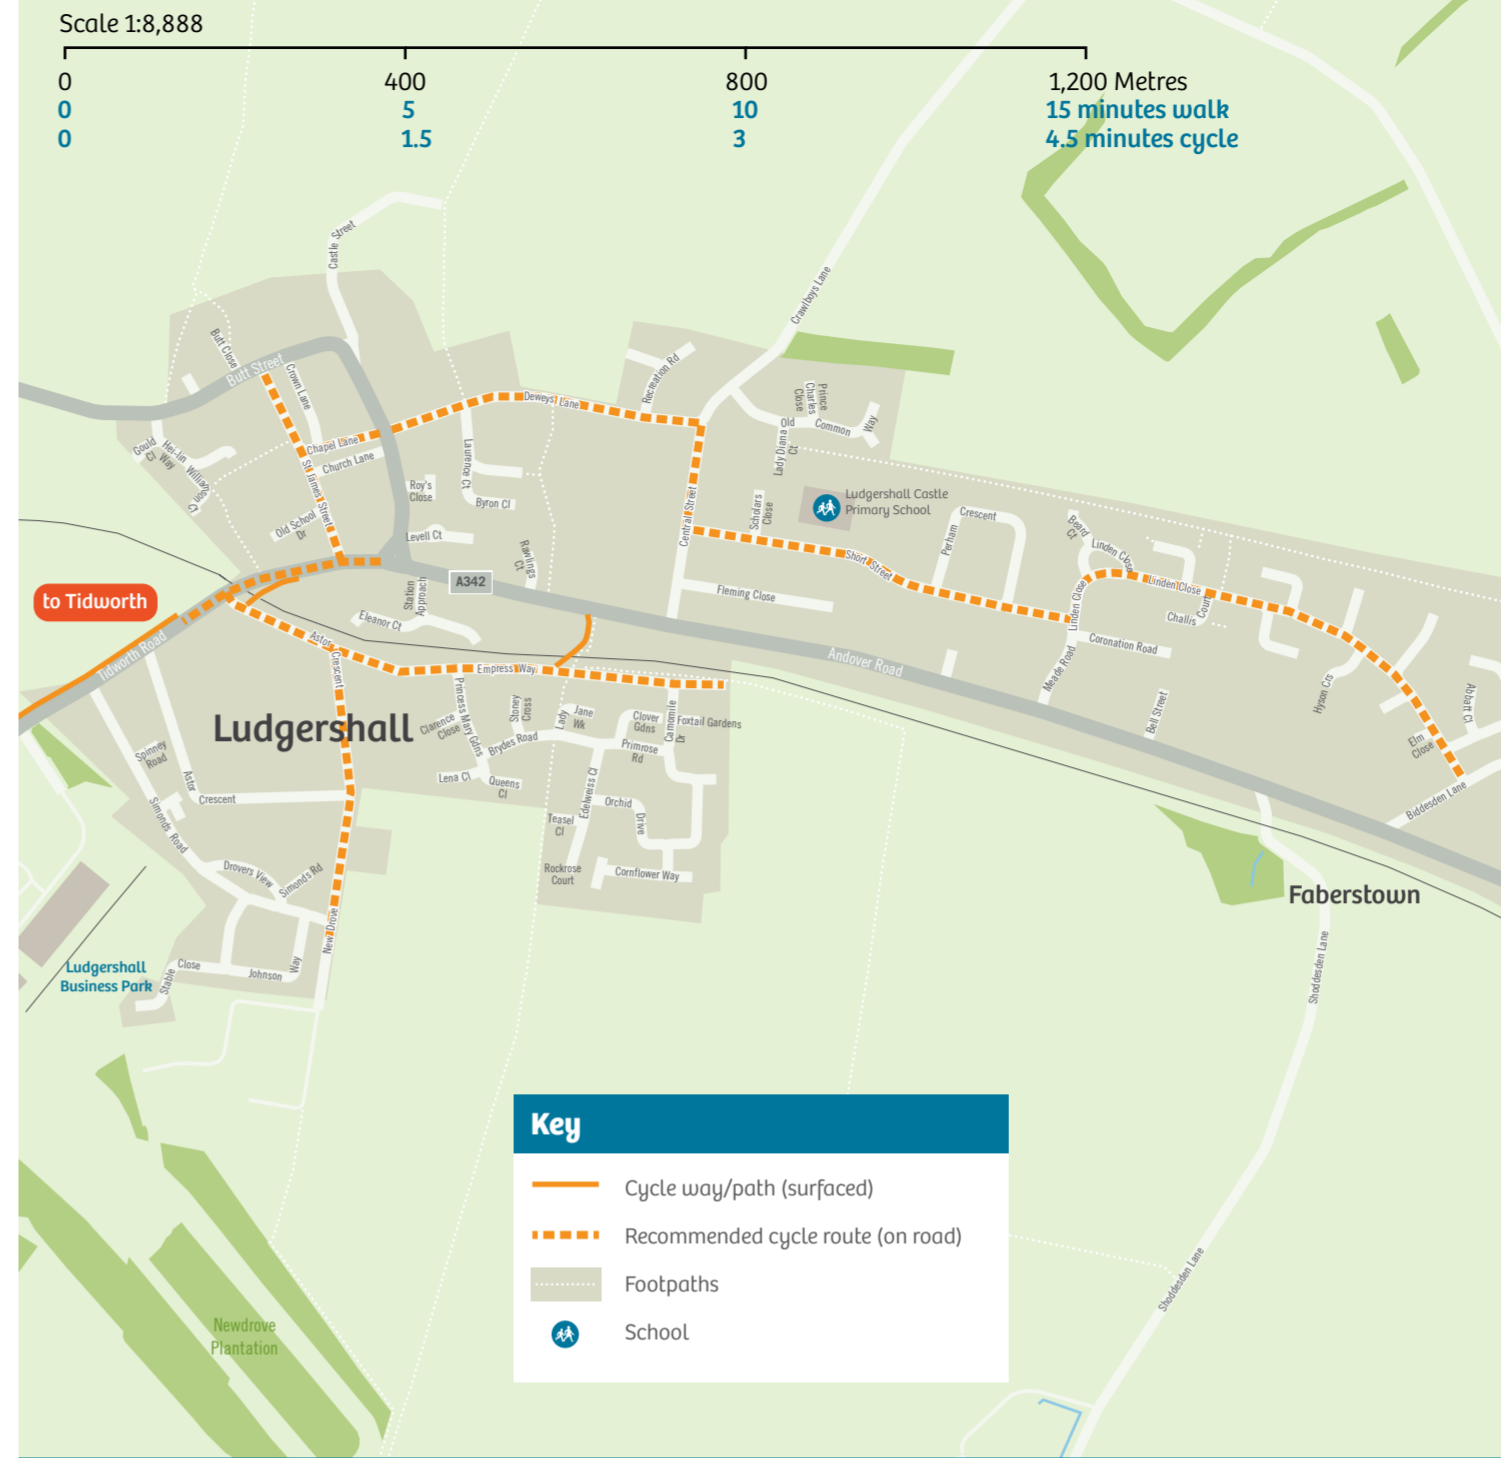 Scale 1:8,888
0 400 800 1,200 Metres
0 5 10 15 minutes walk
0 1.5 3 4.5 minutes cycle
Castle Street
Crawlboys Lane
Butt Close
Butt Street
Crown Lane
Recreation Rd
Deweys Lane
Prince
Charles
Close
Old Common Way
Lady Diana
Ct
Gould
Cl
Hei-lin
Way
William
son
Ct
Chapel Lane
Church Lane
St. James Street
Laurence Ct
Roy's
Close
Byron Cl
Old School
Dr
Levell Ct
Rawlings
Ct
Central Street
Scholars
Close
Ludgershall Castle
Primary School
Perham Crescent
Beard
Ct
Linden Close
Linden Close
Linden Close
Short Street
Challis
Court
to Tidworth
A342
Station
Approach
Eleanor Ct
Fleming Close
Coronation Road
Meade Road
Tidworth Road
Astor Crescent
Empress Way
Andover Road
Bell Street
Hyson Crs
Abbatt Cl
Elm
Close
Biddesden Lane
Ludgershall
Princess Mary Gdns
Clarence
Close
Stoney
Cross
Lady Jane
Wk
Clover
Gdns
Camomile
Dr
Foxtail Gardens
Brydes Road
Primrose
Rd
Spinney
Road
Astor Crescent
Lena Cl
Queens
Cl
Edelweiss Cl
Orchid Drive
Teasel
Cl
Simonds Road
Drovers View
Simonds Rd
Rockrose
Court
Cornflower Way
Faberstown
New Drove
Ludgershall
Business Park
Stable Close
Johnson Way
Shoddesden Lane
Shoddesden Lane
Newdrove
Plantation
Key
Cycle way/path (surfaced)
Recommended cycle route (on road)
Footpaths
School